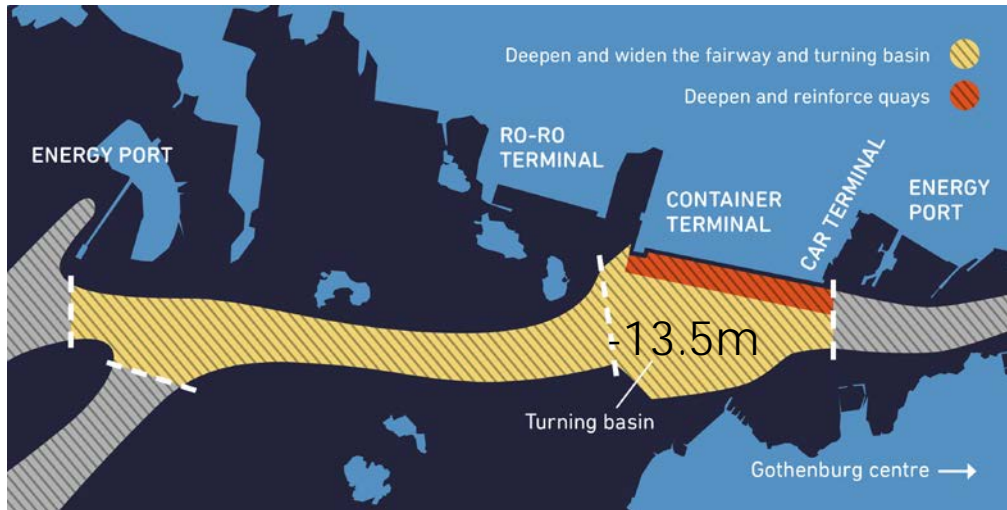 Deepen and widen the fairway and turning basin
Deepen and reinforce quays
ENERGY PORT
RO-RO
TERMINAL
CONTAINER
TERMINAL
CAR TERMINAL
ENERGY
PORT
-13.5m
Turning basin
Gothenburg centre →